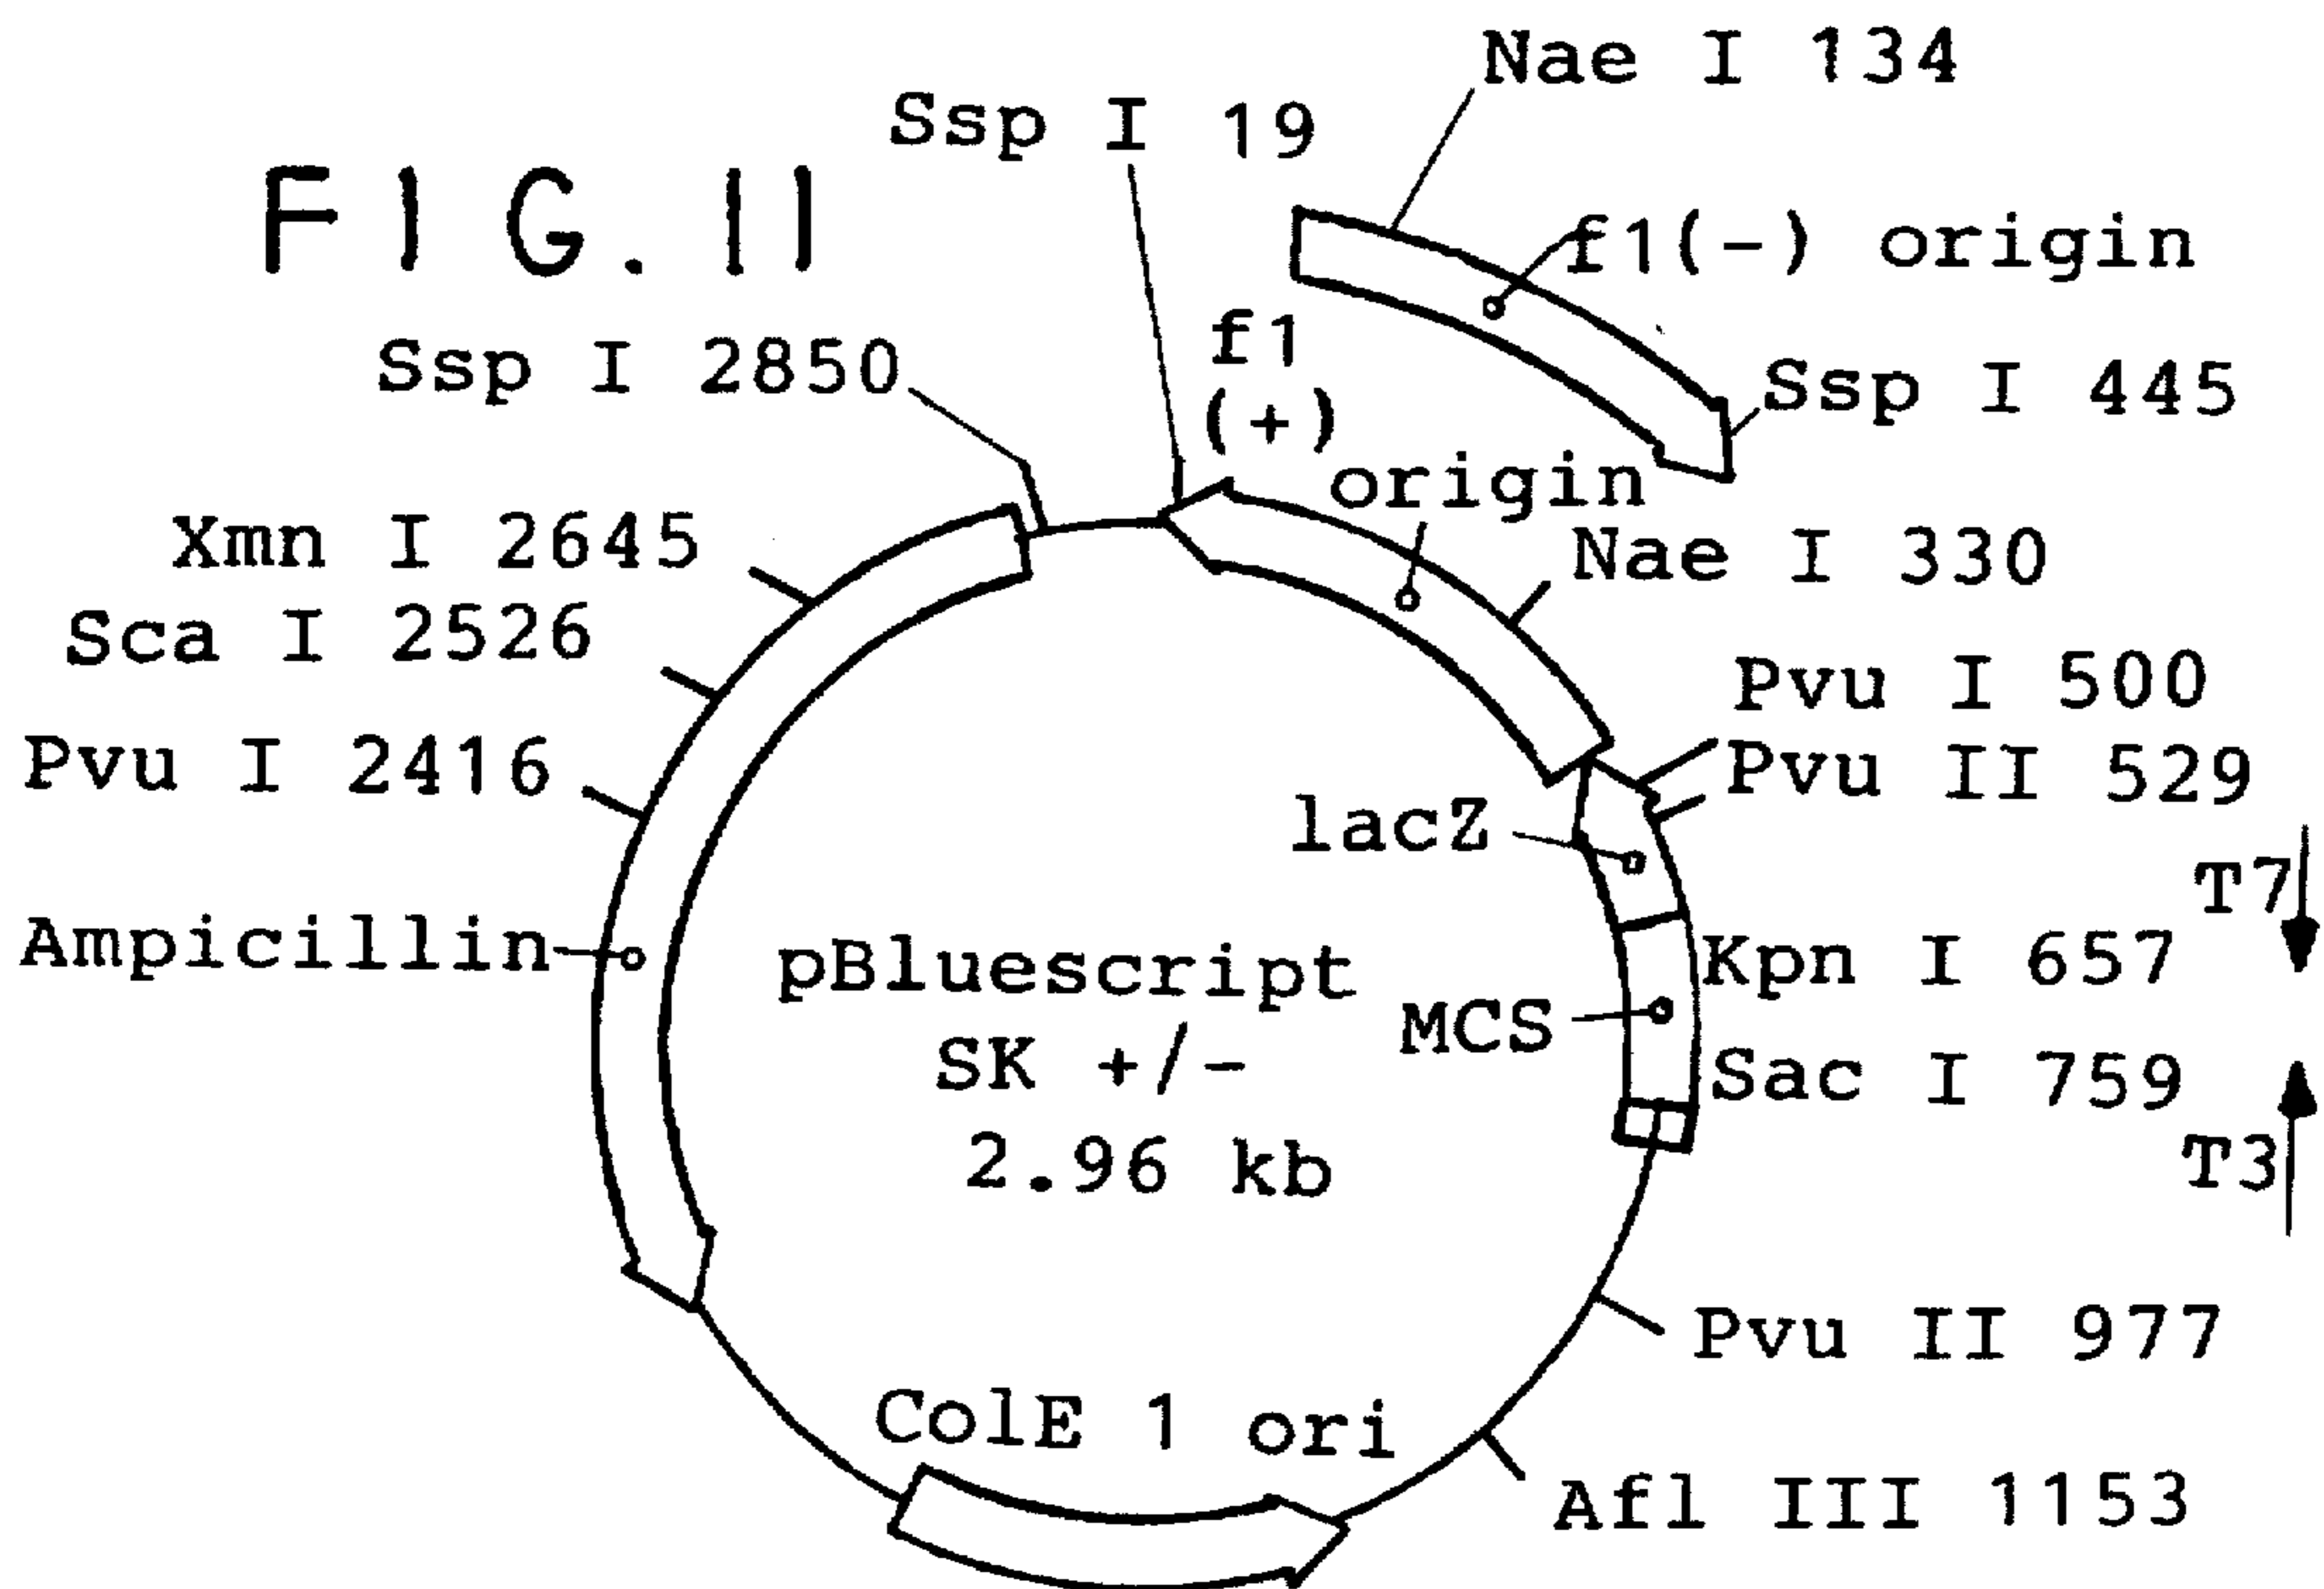 Nae I 134
Ssp I 19
FIG. 11
f1(-) origin
f1
(+)
origin
Ssp I 2850
Ssp I 445
Xmn I 2645
Nae I 330
Sca I 2526
Pvu I 500
Pvu I 2416
Pvu II 529
lacZ
T7
Ampicillin
pBluescript
SK +/-
2.96 kb
Kpn I 657
MCS
Sac I 759
T3
Pvu II 977
ColE 1 ori
Afl III 1153